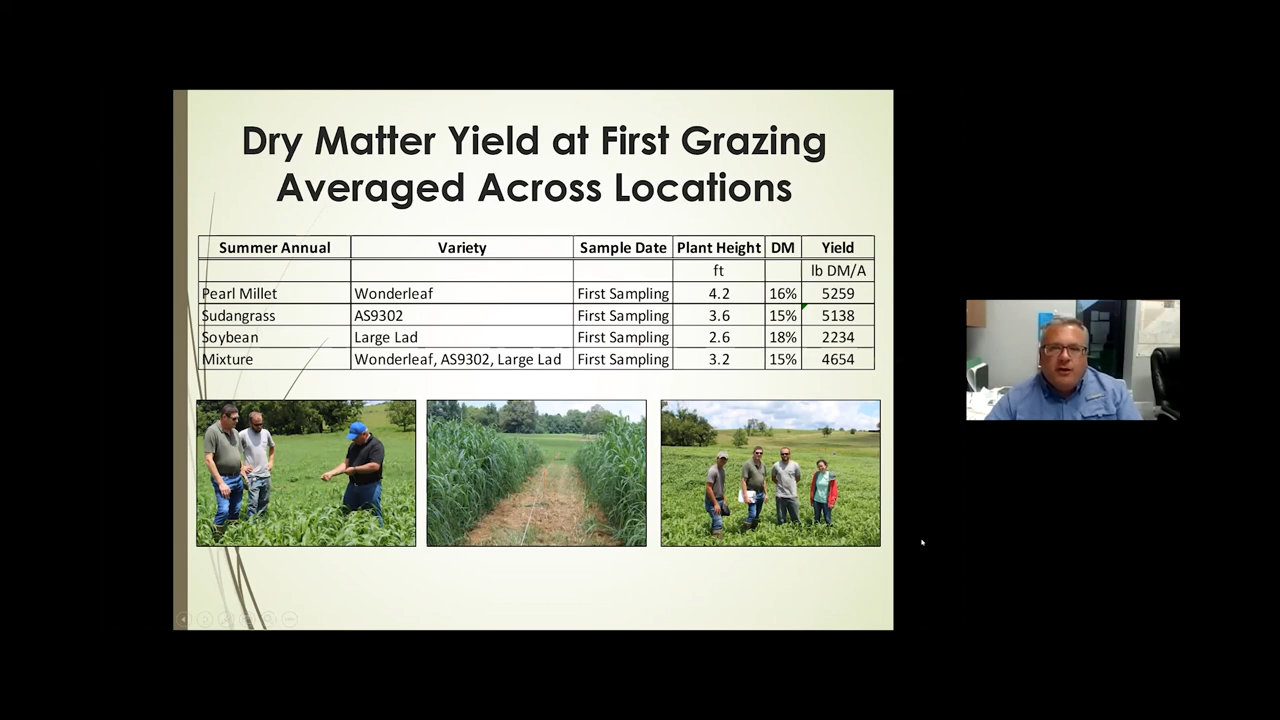 Dry Matter Yield at First Grazing
Averaged Across Locations
Summer Annual Variety Sample Date Plant Height DM Yield
ft lb DM/A
Pearl Millet Wonderleaf First Sampling 4.2 16% 5259
Sudangrass AS9302 First Sampling 3.6 15% 5138
Soybean Large Lad First Sampling 2.6 18% 2234
Mixture Wonderleaf, AS9302, Large Lad First Sampling 3.2 15% 4654